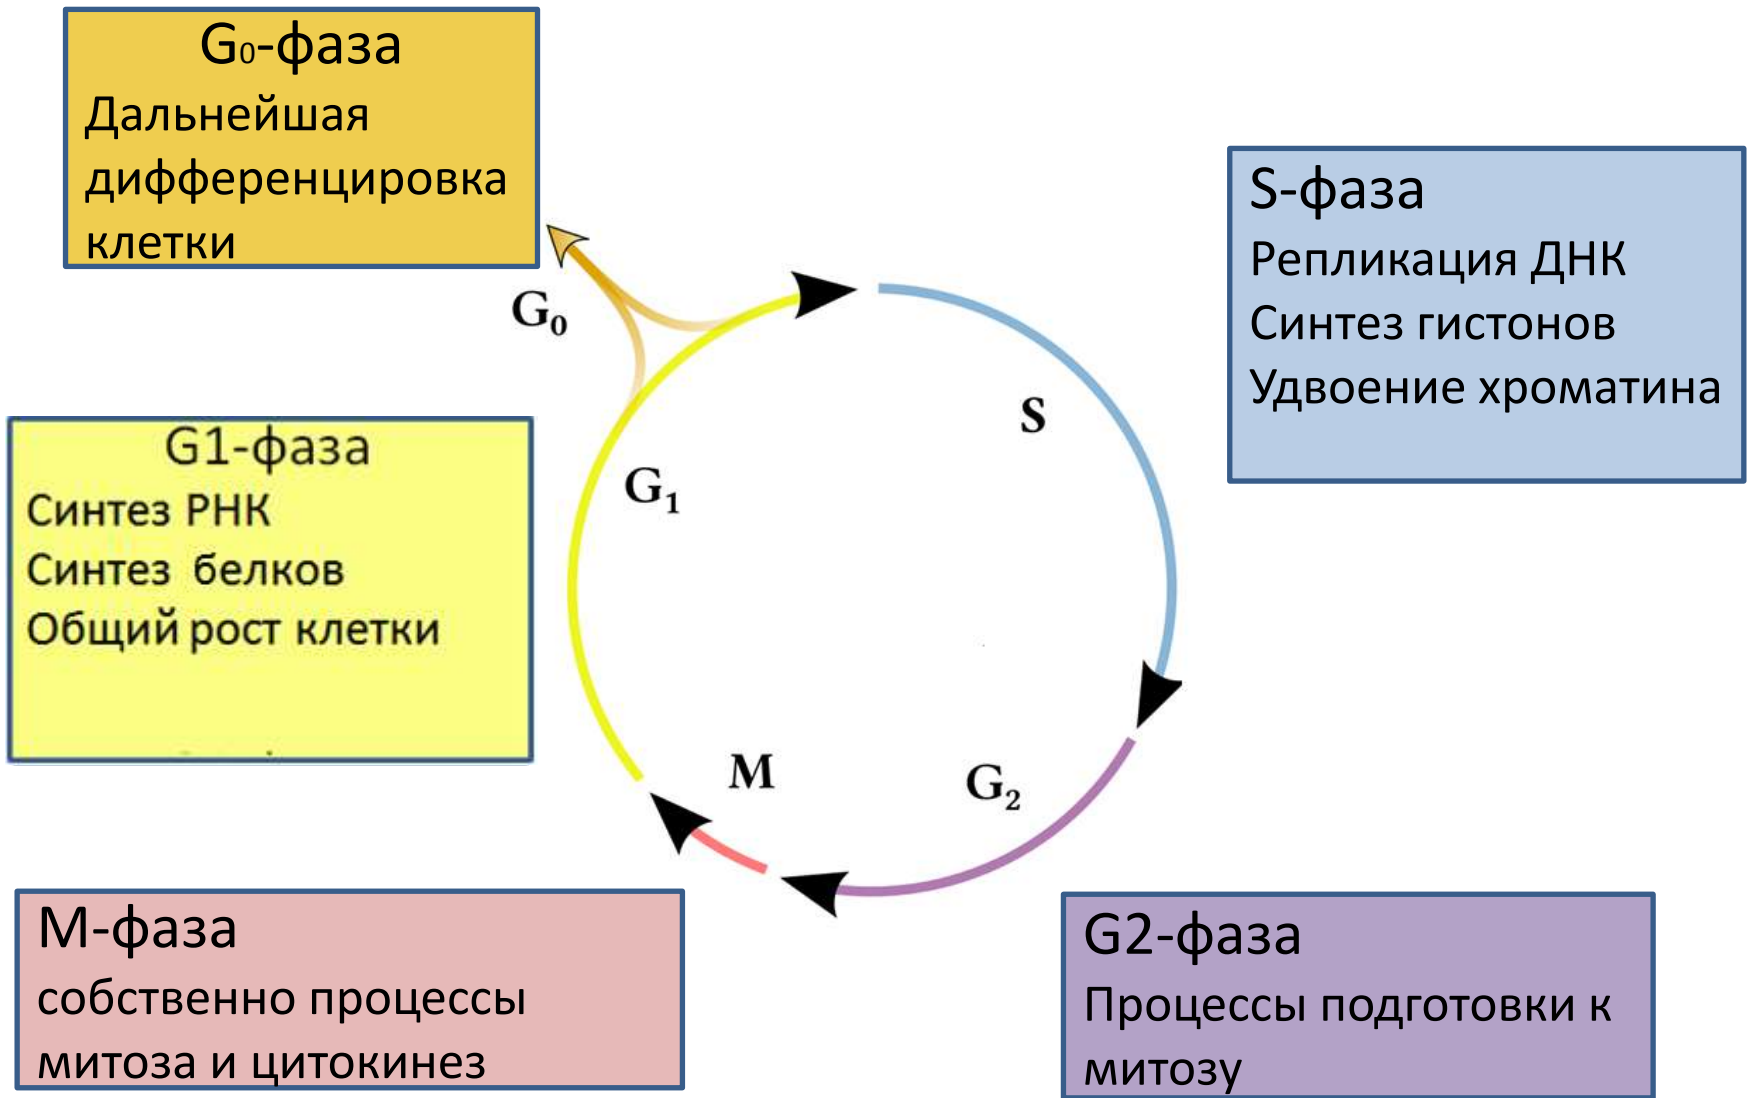 G₀-фаза
Дальнейшая
дифференцировка
клетки
S-фаза
Репликация ДНК
Синтез гистонов
Удвоение хроматина
G₀
S
G1-фаза
Синтез РНК
Синтез белков
Общий рост клетки
G₁
M
G₂
М-фаза
собственно процессы
митоза и цитокинез
G2-фаза
Процессы подготовки к
митозу